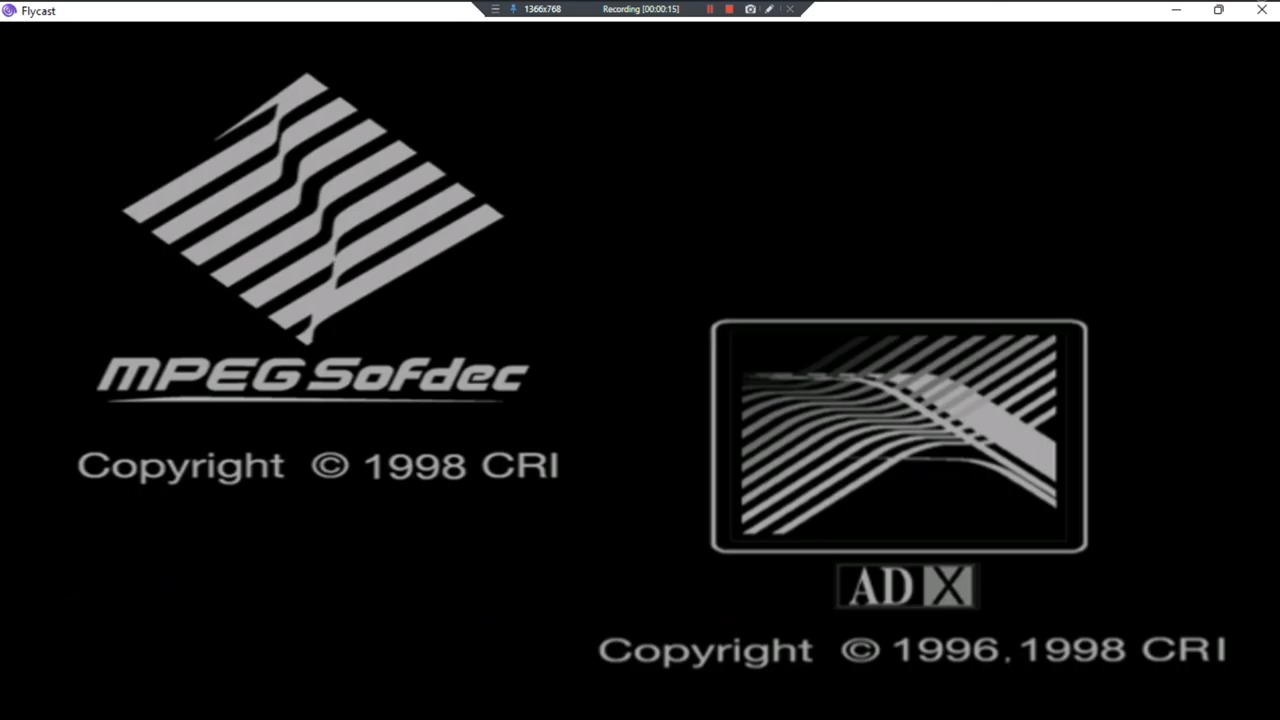 Flycast
1366x768
Recording [00:00:15]
MPEG Sofdec
Copyright © 1998 CRI
ADX
Copyright © 1996,1998 CRI